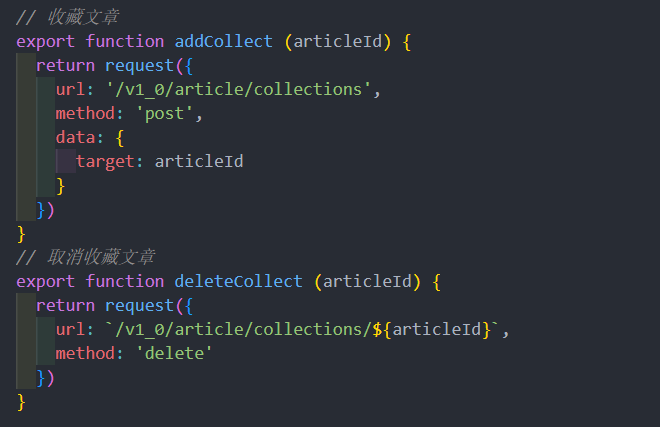 // 收藏文章
export function addCollect (articleId) {
  return request({
    url: '/v1_0/article/collections',
    method: 'post',
    data: {
      target: articleId
    }
  })
}
// 取消收藏文章
export function deleteCollect (articleId) {
  return request({
    url: `/v1_0/article/collections/${articleId}`,
    method: 'delete'
  })
}